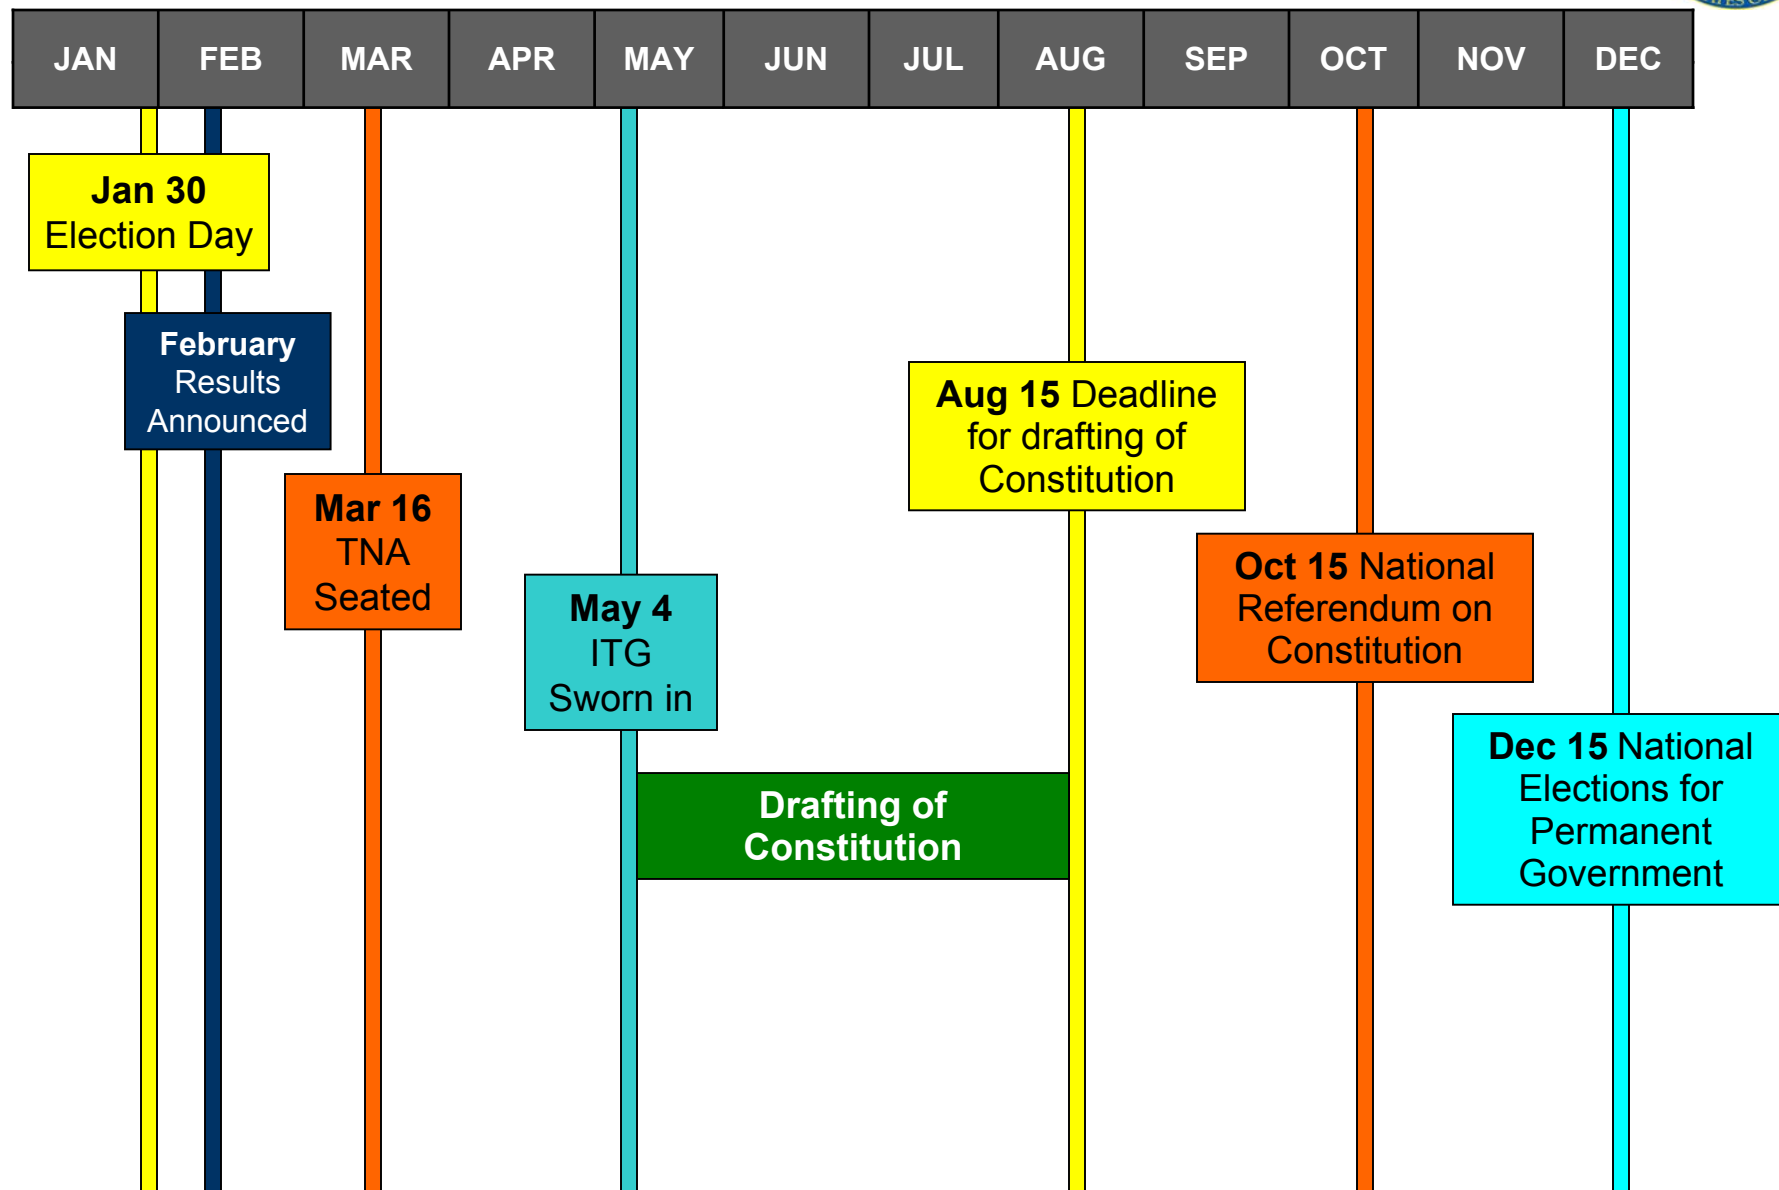 JAN FEB MAR APR MAY JUN JUL AUG SEP OCT NOV DEC
Jan 30
Election Day
February
Results
Announced
Mar 16
TNA
Seated
May 4
ITG
Sworn in
Drafting of
Constitution
Aug 15 Deadline
for drafting of
Constitution
Oct 15 National
Referendum on
Constitution
Dec 15 National
Elections for
Permanent
Government